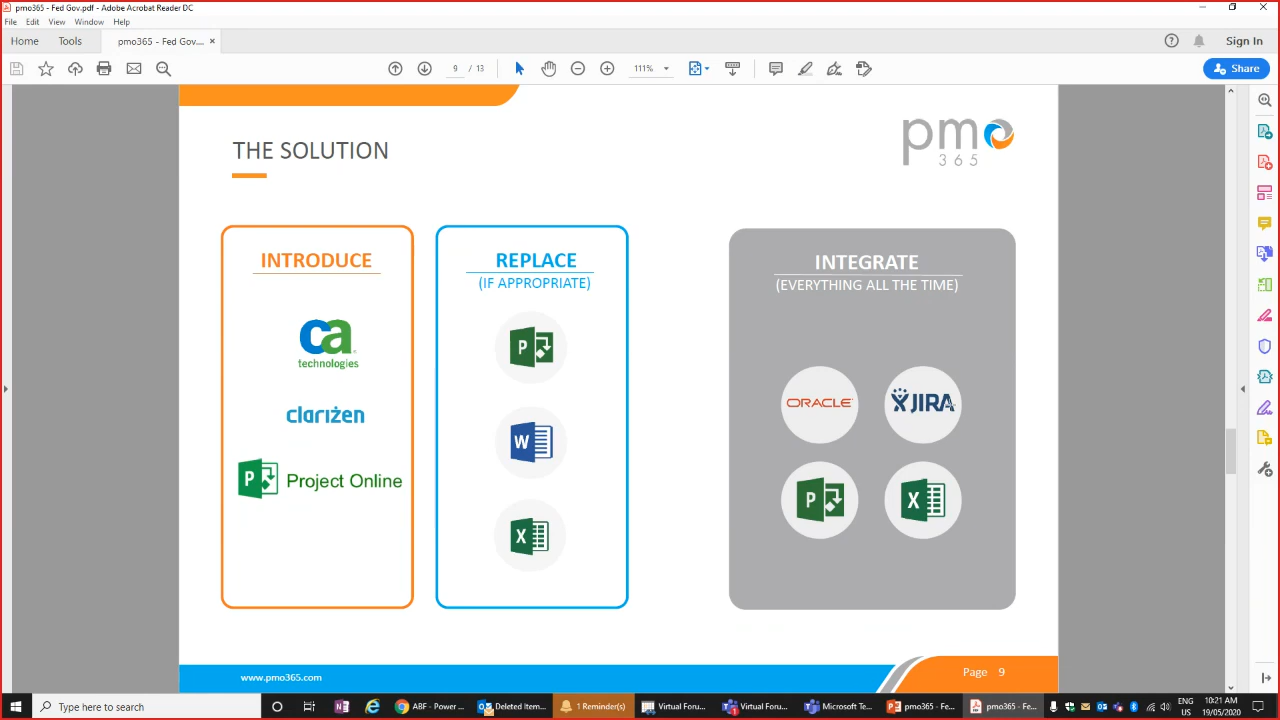 pmo365 - Fed Gov.pdf - Adobe Acrobat Reader DC
File Edit View Window Help
Home Tools pmo365 - Fed Gov.... × Sign In
9 / 13 111% Share
THE SOLUTION
pmo
365
INTRODUCE
ca
technologies
clarizen
P Project Online
REPLACE
(IF APPROPRIATE)
P
W
X
INTEGRATE
(EVERYTHING ALL THE TIME)
ORACLE JIRA
P X
www.pmo365.com
Page 9
Type here to search
N ABF - Power ... Deleted Item... 1 Reminder(s) Virtual Foru... Virtual Foru... Microsoft Te... pmo365 - Fe... pmo365 - Fe...
ENG
US
10:21 AM
19/05/2020